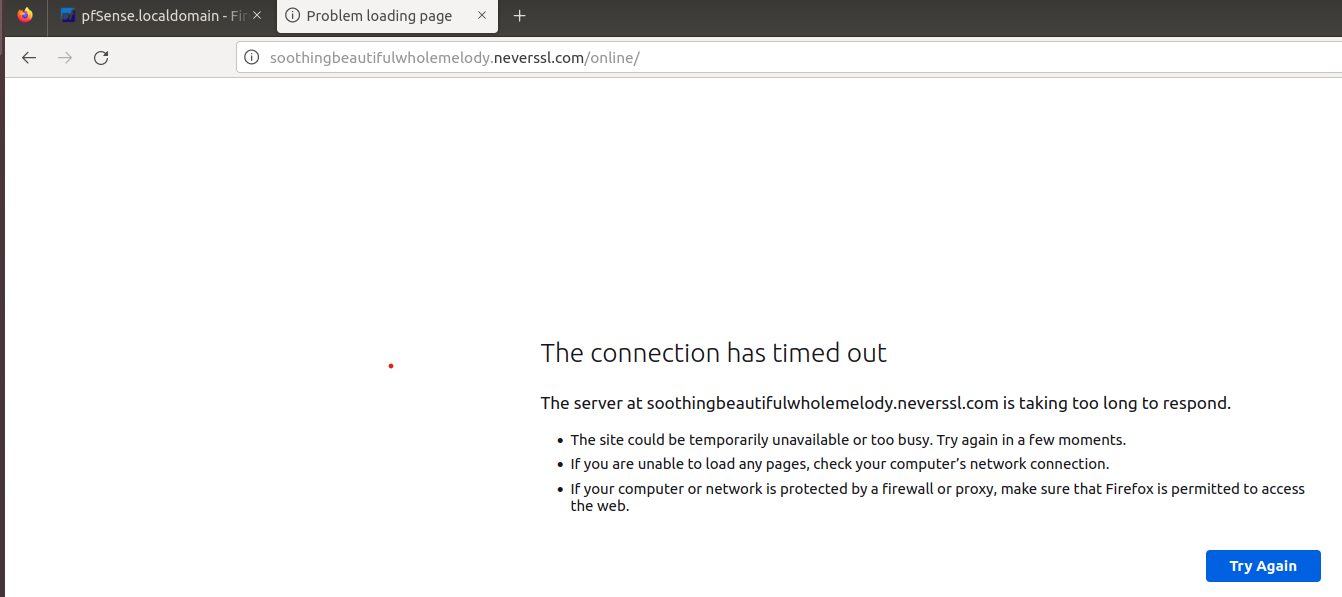 pfSense.localdomain - Fir
Problem loading page
soothingbeautifulwholemelody.neverssl.com/online/
The connection has timed out
The server at soothingbeautifulwholemelody.neverssl.com is taking too long to respond.
• The site could be temporarily unavailable or too busy. Try again in a few moments.
• If you are unable to load any pages, check your computer’s network connection.
• If your computer or network is protected by a firewall or proxy, make sure that Firefox is permitted to access
the web.
Try Again